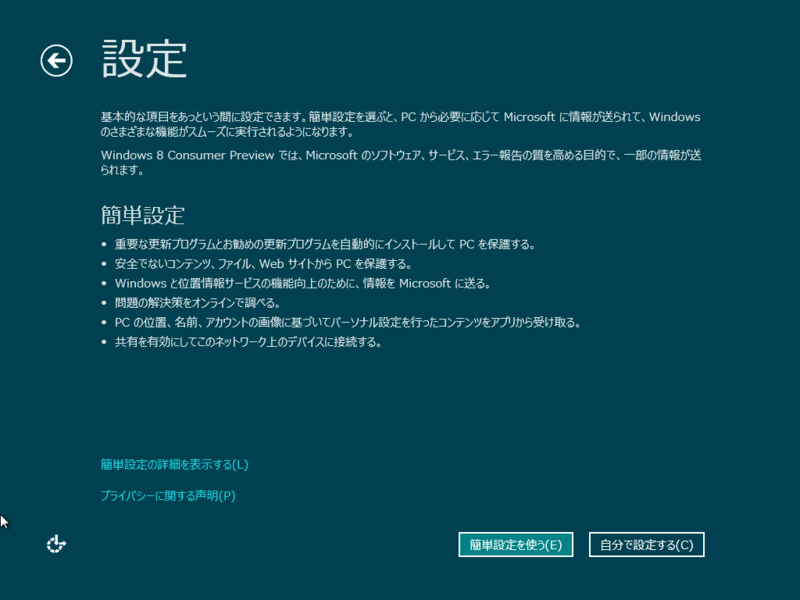 設定
基本的な項目をあっという間に設定できます。簡単設定を選ぶと、PC から必要に応じて Microsoft に情報が送られて、Windows
のさまざまな機能がスムーズに実行されるようになります。
Windows 8 Consumer Preview では、Microsoft のソフトウェア、サービス、エラー報告の質を高める目的で、一部の情報が送
られます。
簡単設定
• 重要な更新プログラムとお勧めの更新プログラムを自動的にインストールして PC を保護する。
• 安全でないコンテンツ、ファイル、Web サイトから PC を保護する。
• Windows と位置情報サービスの機能向上のために、情報を Microsoft に送る。
• 問題の解決策をオンラインで調べる。
• PC の位置、名前、アカウントの画像に基づいてパーソナル設定を行ったコンテンツをアプリから受け取る。
• 共有を有効にしてこのネットワーク上のデバイスに接続する。
簡単設定の詳細を表示する(L)
プライバシーに関する声明(P)
簡単設定を使う(E)
自分で設定する(C)